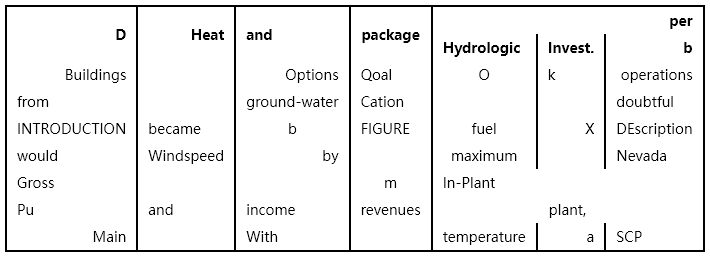 D Heat and package Hydrologic Invest. per b
Buildings Options Qoal O k operations
from ground-water Cation doubtful
INTRODUCTION became b FIGURE fuel X DEscription
would Windspeed by maximum Nevada
Gross m In-Plant
Pu and income revenues plant,
Main With temperature a SCP